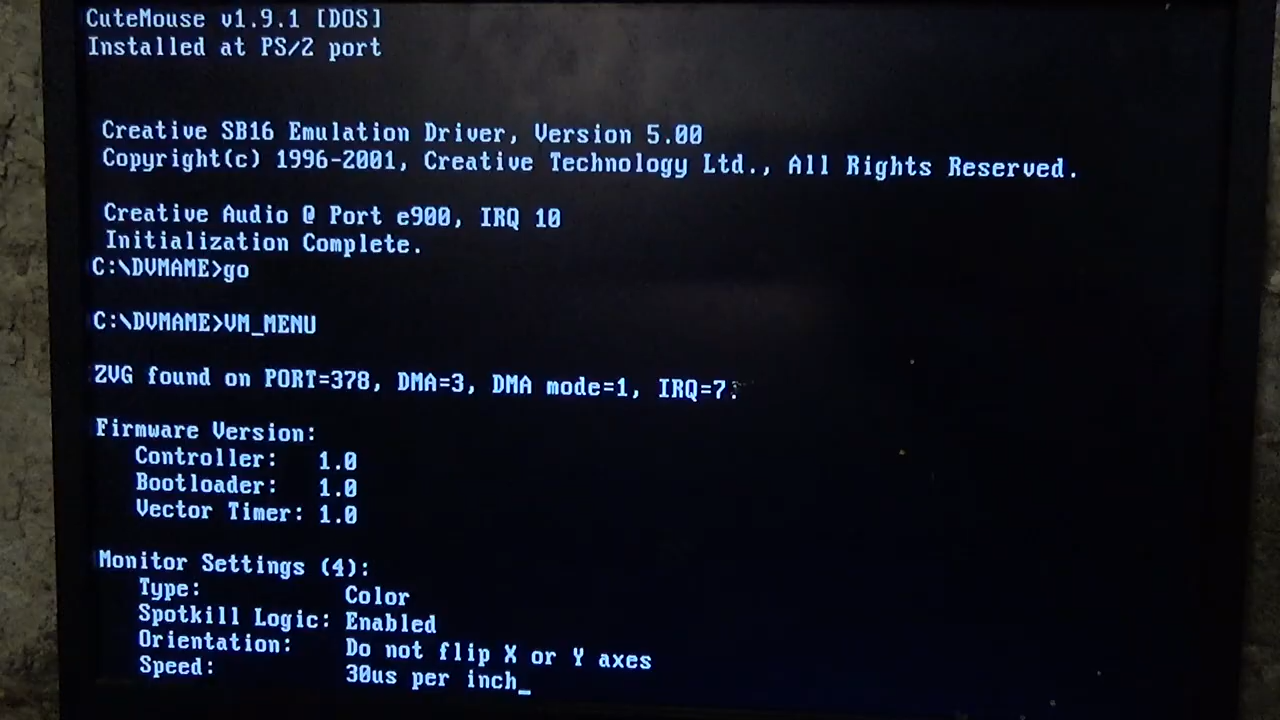 CuteMouse v1.9.1 [DOS]
Installed at PS/2 port
Creative SB16 Emulation Driver, Version 5.00
Copyright(c) 1996-2001, Creative Technology Ltd., All Rights Reserved.
Creative Audio @ Port e900, IRQ 10
Initialization Complete.
C:\DVMAME>go
C:\DVMAME>VM_MENU
ZVG found on PORT=378, DMA=3, DMA mode=1, IRQ=7.
Firmware Version:
Controller: 1.0
Bootloader: 1.0
Vector Timer: 1.0
Monitor Settings (4):
Type: Color
Spotkill Logic: Enabled
Orientation: Do not flip X or Y axes
Speed: 30us per inch_